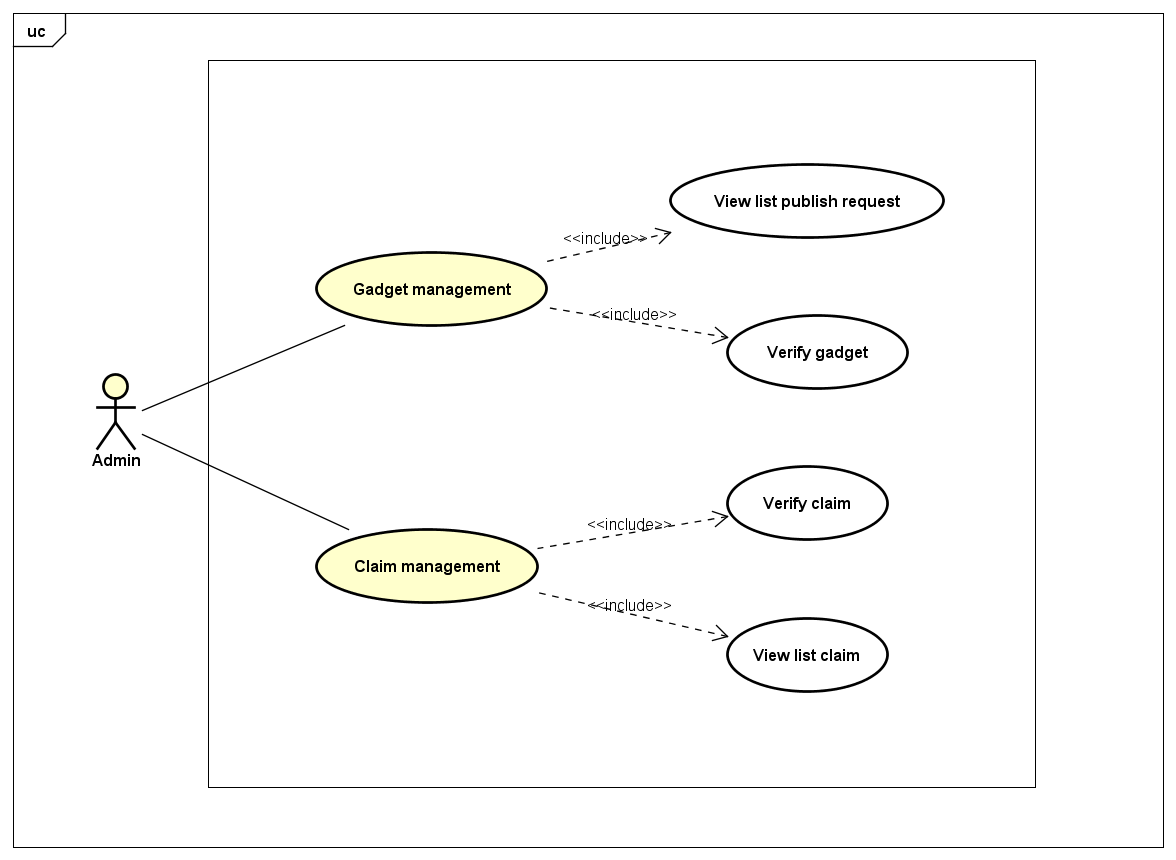 uc
View list publish request
<<include>>
Gadget management
<<include>>
Verify gadget
Admin
Verify claim
<<include>>
Claim management
<<include>>
View list claim